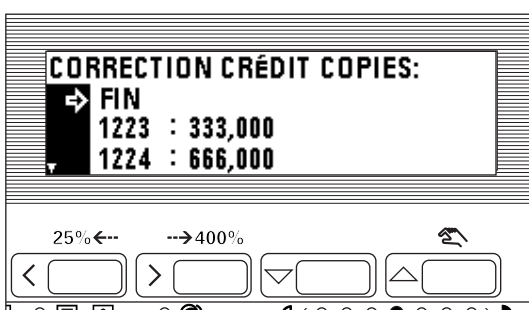 CORRECTION CRÉDIT COPIES:
FIN
1223 : 333,000
1224 : 666,000
25% 400%